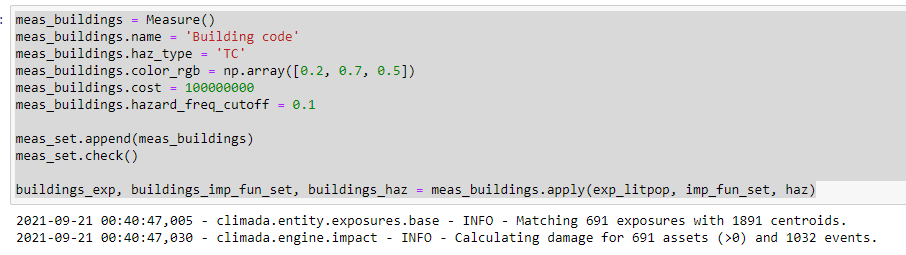 :
meas_buildings = Measure()
meas_buildings.name = 'Building code'
meas_buildings.haz_type = 'TC'
meas_buildings.color_rgb = np.array([0.2, 0.7, 0.5])
meas_buildings.cost = 100000000
meas_buildings.hazard_freq_cutoff = 0.1
meas_set.append(meas_buildings)
meas_set.check()
buildings_exp, buildings_imp_fun_set, buildings_haz = meas_buildings.apply(exp_litpop, imp_fun_set, haz)
2021-09-21 00:40:47,005 - climada.entity.exposures.base - INFO - Matching 691 exposures with 1891 centroids.
2021-09-21 00:40:47,030 - climada.engine.impact - INFO - Calculating damage for 691 assets (>0) and 1032 events.